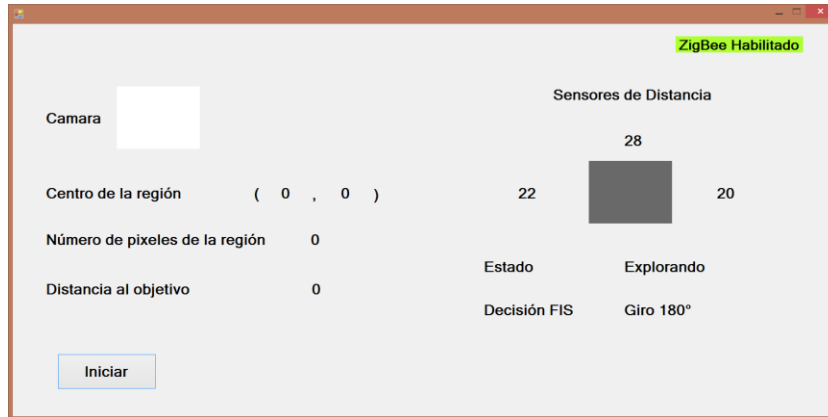 ZigBee Habilitado
Camara
Centro de la región ( 0 , 0 )
Número de pixeles de la región 0
Distancia al objetivo 0
Iniciar
Sensores de Distancia
28
22 20
Estado Explorando
Decisión FIS Giro 180°